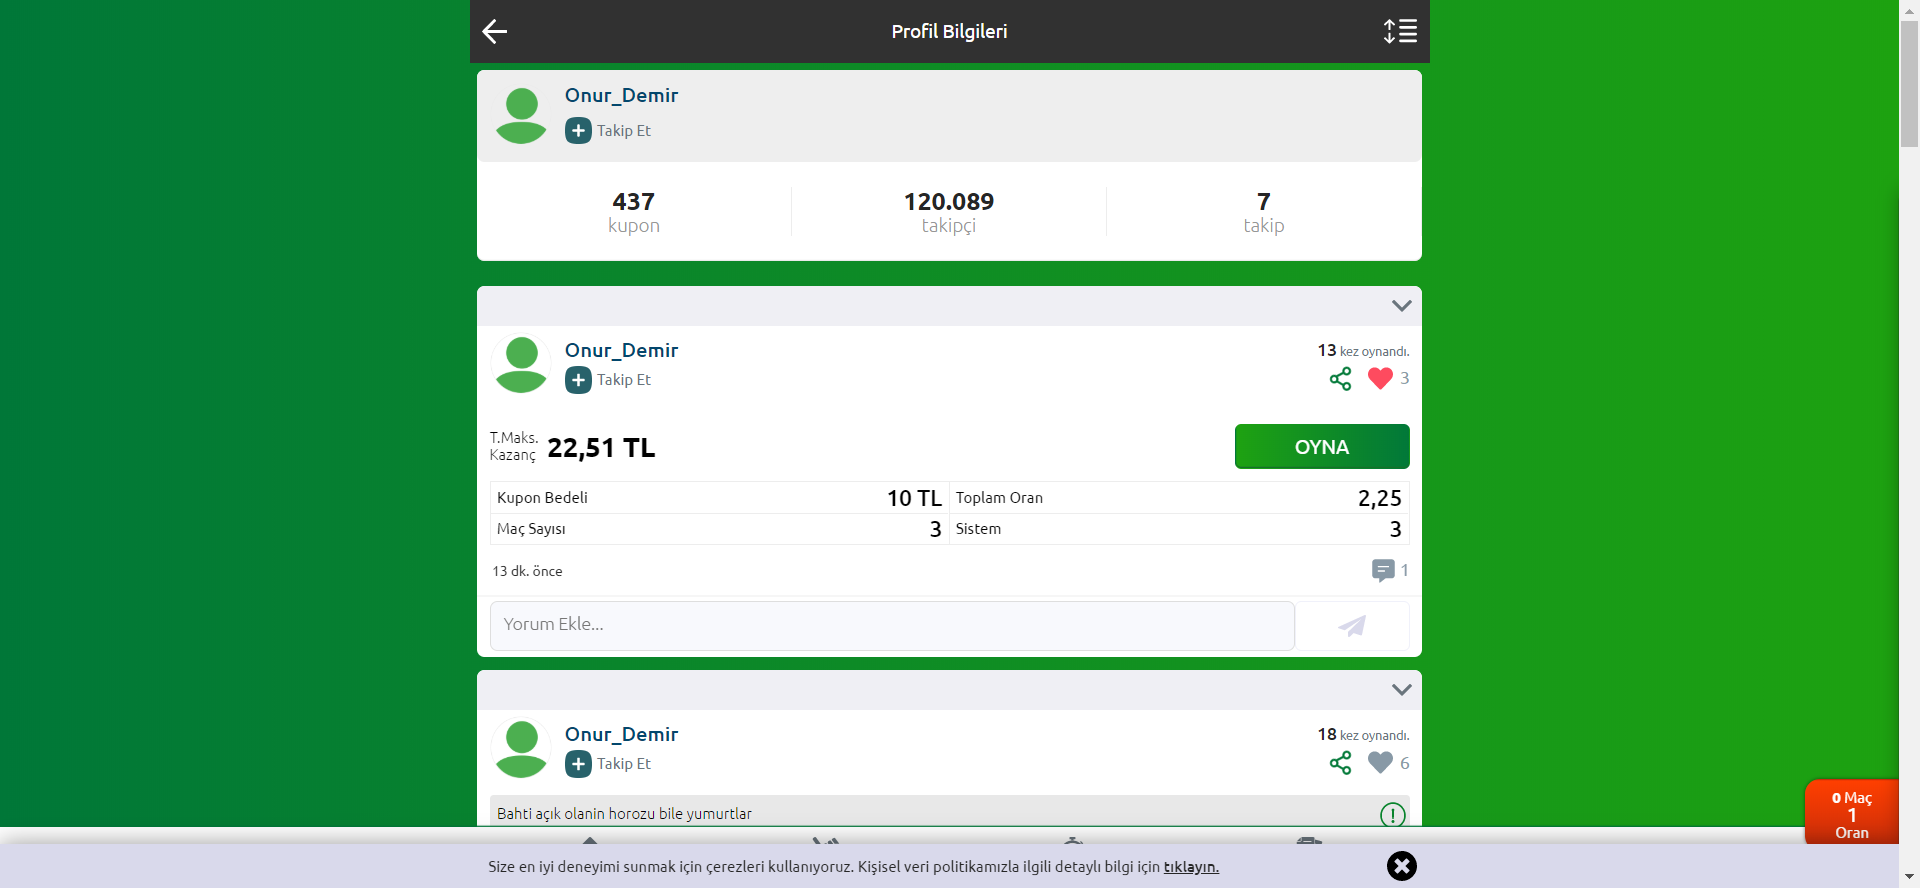 Profil Bilgileri
Onur_Demir
Takip Et
437
kupon
120.089
takipçi
7
takip
Onur_Demir
Takip Et
13 kez oynandı.
3
T.Maks.
Kazanç
22,51 TL
OYNA
Kupon Bedeli 10 TL Toplam Oran 2,25
Maç Sayısı 3 Sistem 3
13 dk. önce
1
Yorum Ekle...
Onur_Demir
Takip Et
18 kez oynandı.
6
Bahti açık olanin horozu bile yumurtlar
0 Maç
1
Oran
Size en iyi deneyimi sunmak için çerezleri kullanıyoruz. Kişisel veri politikamızla ilgili detaylı bilgi için tıklayın.